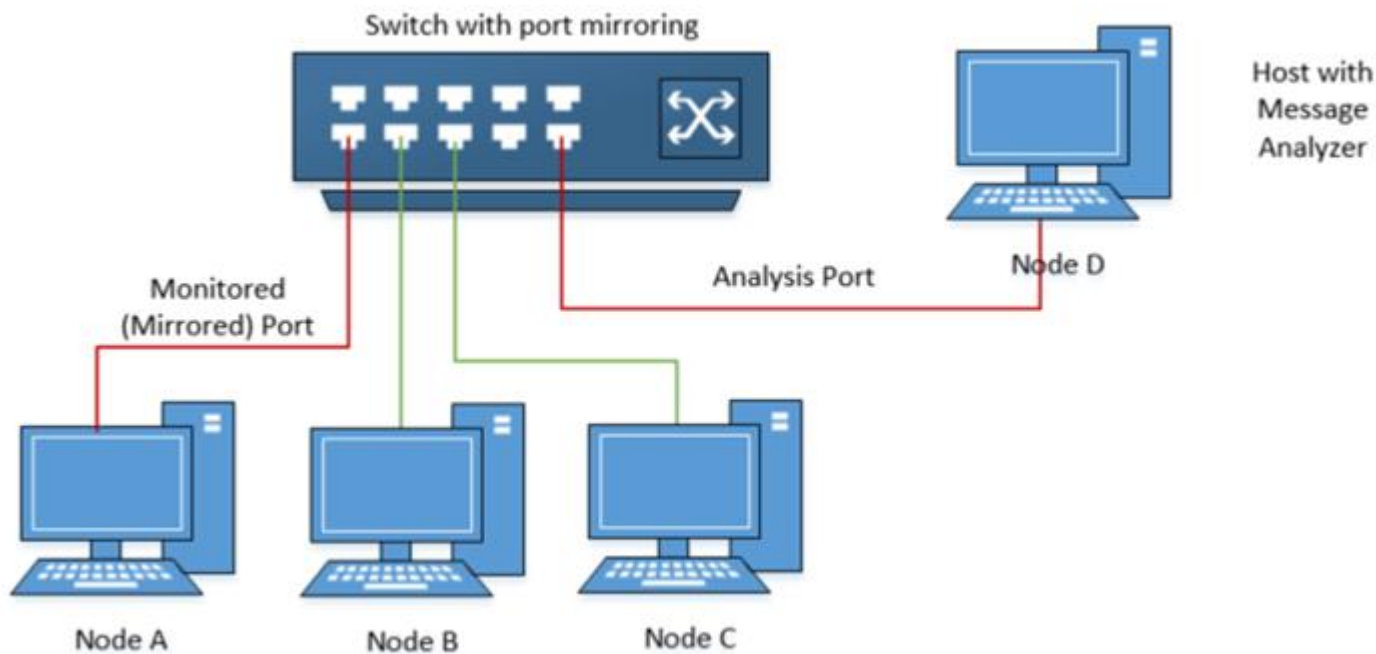 Switch with port mirroring
Host with
Message
Analyzer
Node D
Analysis Port
Monitored
(Mirrored) Port
Node A
Node B
Node C